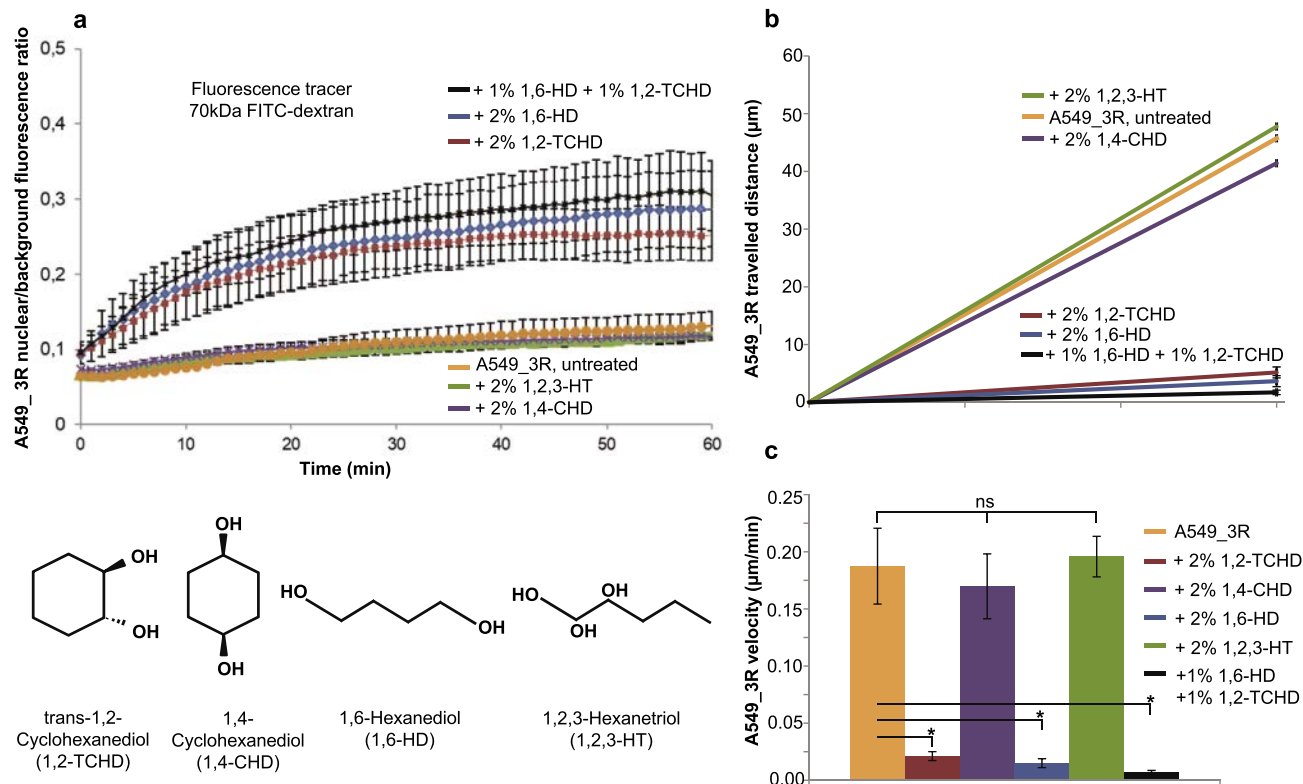 a
A549_3R nuclear/background fluorescence ratio
0,5
0,4
0,3
0,2
0,1
0
Fluorescence tracer
70kDa FITC-dextran
+ 1% 1,6-HD + 1% 1,2-TCHD
+ 2% 1,6-HD
+ 2% 1,2-TCHD
A549_3R, untreated
+ 2% 1,2,3-HT
+ 2% 1,4-CHD
0 10 20 30 40 50 60
Time (min)
b
A549_3R travelled distance (µm)
60
50
40
30
20
10
0
+ 2% 1,2,3-HT
A549_3R, untreated
+ 2% 1,4-CHD
+ 2% 1,2-TCHD
+ 2% 1,6-HD
+ 1% 1,6-HD + 1% 1,2-TCHD
OH
OH
trans-1,2-
Cyclohexanediol
(1,2-TCHD)
OH
OH
1,4-
Cyclohexanediol
(1,4-CHD)
HO
OH
1,6-Hexanediol
(1,6-HD)
HO
OH
OH
1,2,3-Hexanetriol
(1,2,3-HT)
c
A549_3R velocity (µm/min)
0.25
0.20
0.15
0.10
0.05
0.00
ns
*
*
*
A549_3R
+ 2% 1,2-TCHD
+ 2% 1,4-CHD
+ 2% 1,6-HD
+ 2% 1,2,3-HT
+1% 1,6-HD
+1% 1,2-TCHD